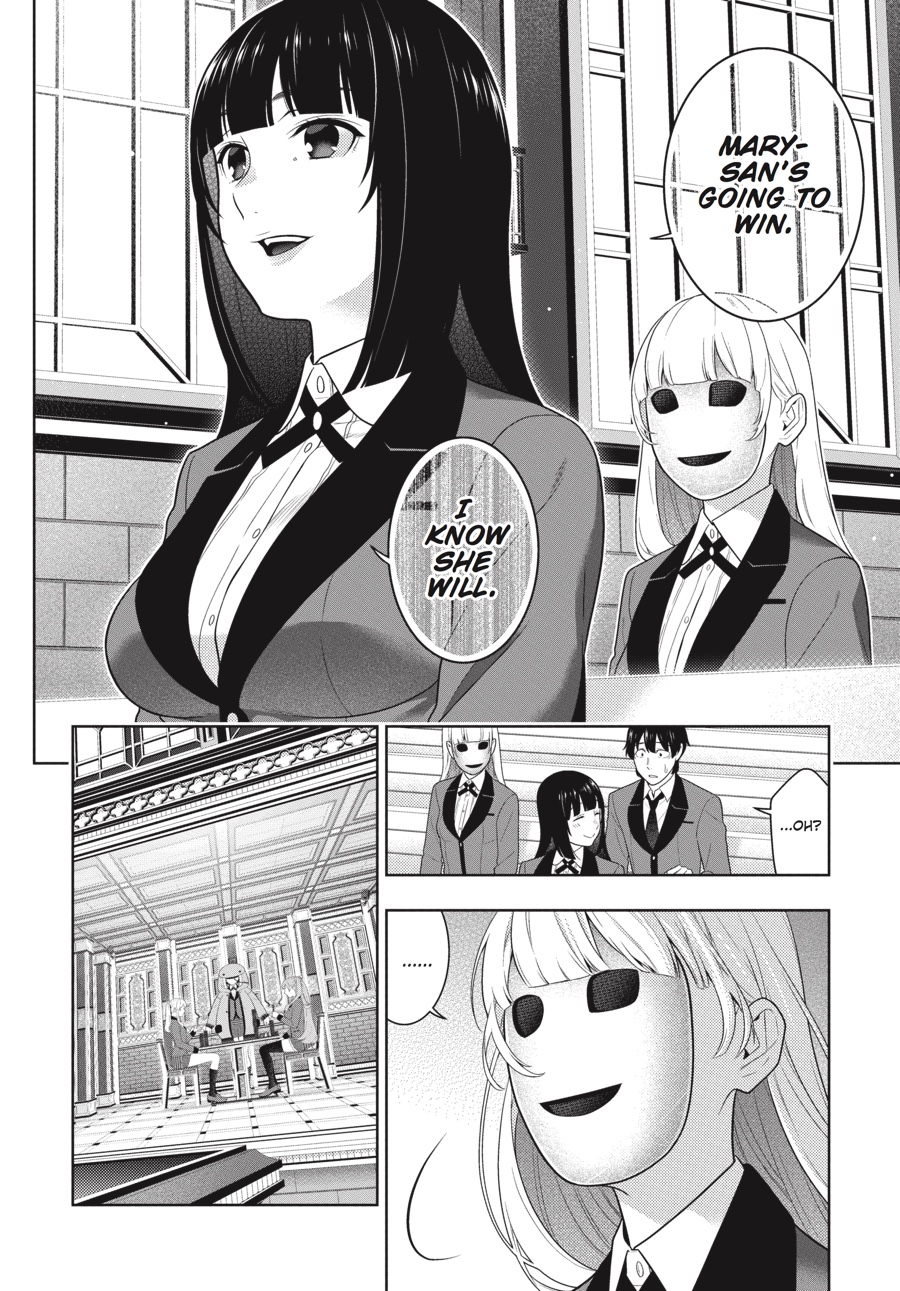 MARY-
SAN'S
GOING TO
WIN.
I
KNOW
SHE
WILL.
...OH?
......